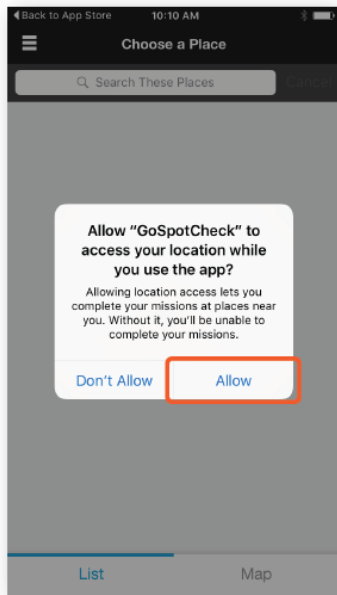 Back to App Store 10:10 AM
Choose a Place
Search These Places Cancel
Allow “GoSpotCheck” to
access your location while
you use the app?
Allowing location access lets you
complete your missions at places near
you. Without it, you'll be unable to
complete your missions.
Don't Allow Allow
List Map